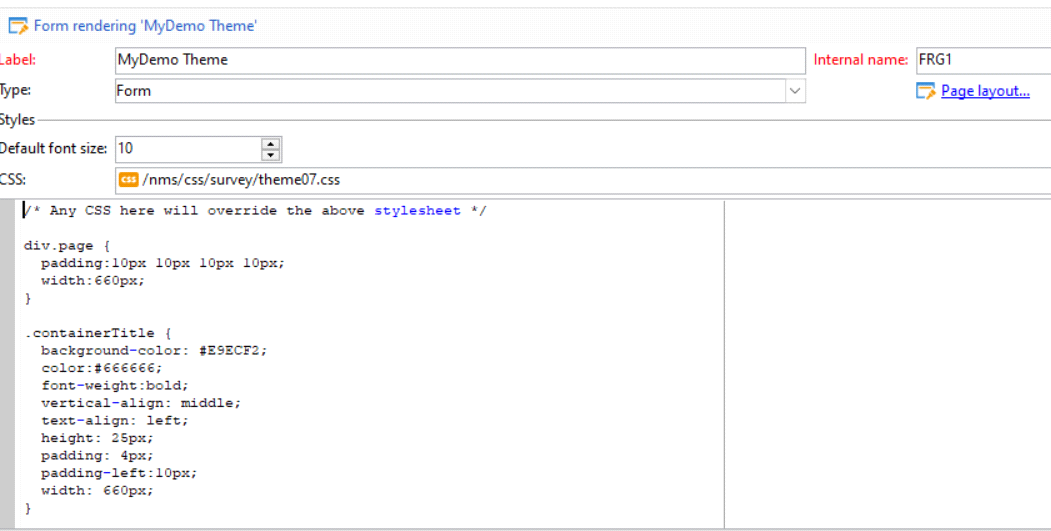 Form rendering 'MyDemo Theme'
Label: MyDemo Theme Internal name: FRG1
Type: Form Page layout...
Styles
Default font size: 10
CSS: css /nms/css/survey/theme07.css
/* Any CSS here will override the above stylesheet */
div.page {
padding:10px 10px 10px 10px;
width:660px;
}
.containerTitle {
background-color: #E9ECF2;
color:#666666;
font-weight:bold;
vertical-align: middle;
text-align: left;
height: 25px;
padding: 4px;
padding-left:10px;
width: 660px;
}